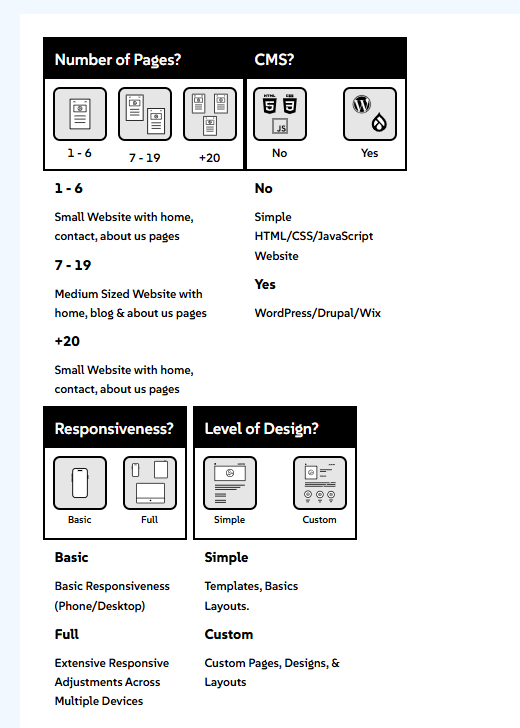 Number of Pages?
CMS?
HTML
CSS
JS
1 - 6
7 - 19
+20
No
Yes
1 - 6
Small Website with home,
contact, about us pages
7 - 19
Medium Sized Website with
home, blog & about us pages
+20
Small Website with home,
contact, about us pages
No
Simple
HTML/CSS/JavaScript
Website
Yes
WordPress/Drupal/Wix
Responsiveness?
Level of Design?
Basic
Full
Simple
Custom
Basic
Basic Responsiveness
(Phone/Desktop)
Full
Extensive Responsive
Adjustments Across
Multiple Devices
Simple
Templates, Basics
Layouts.
Custom
Custom Pages, Designs, &
Layouts